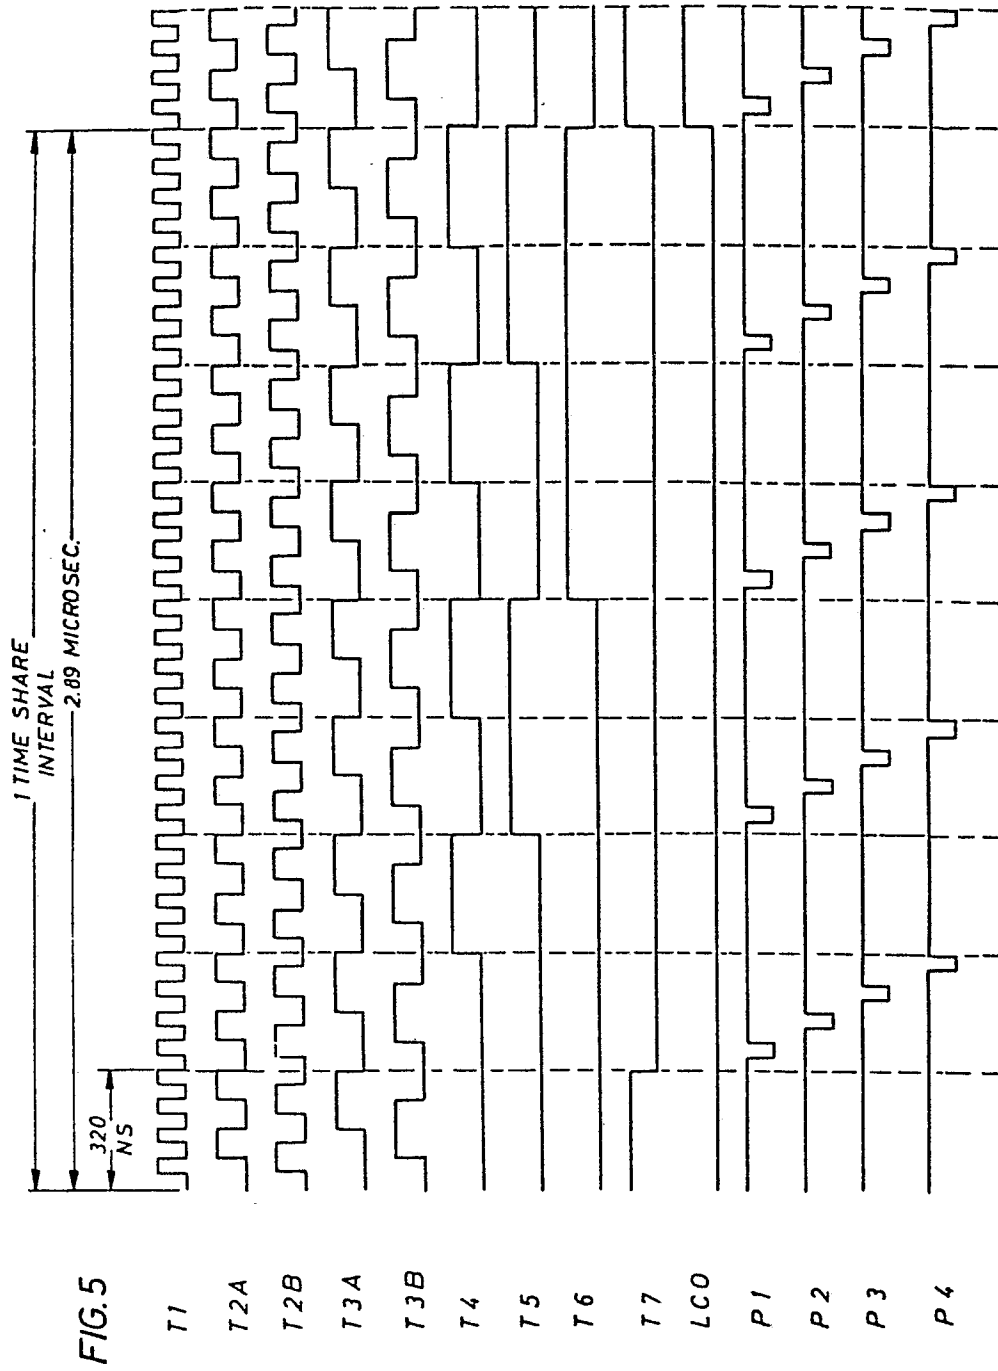 FIG.5
1 TIME SHARE
INTERVAL
2.89 MICROSEC.
320
NS
T1
T2A
T2B
T3A
T3B
T4
T5
T6
T7
LCO
P1
P2
P3
P4